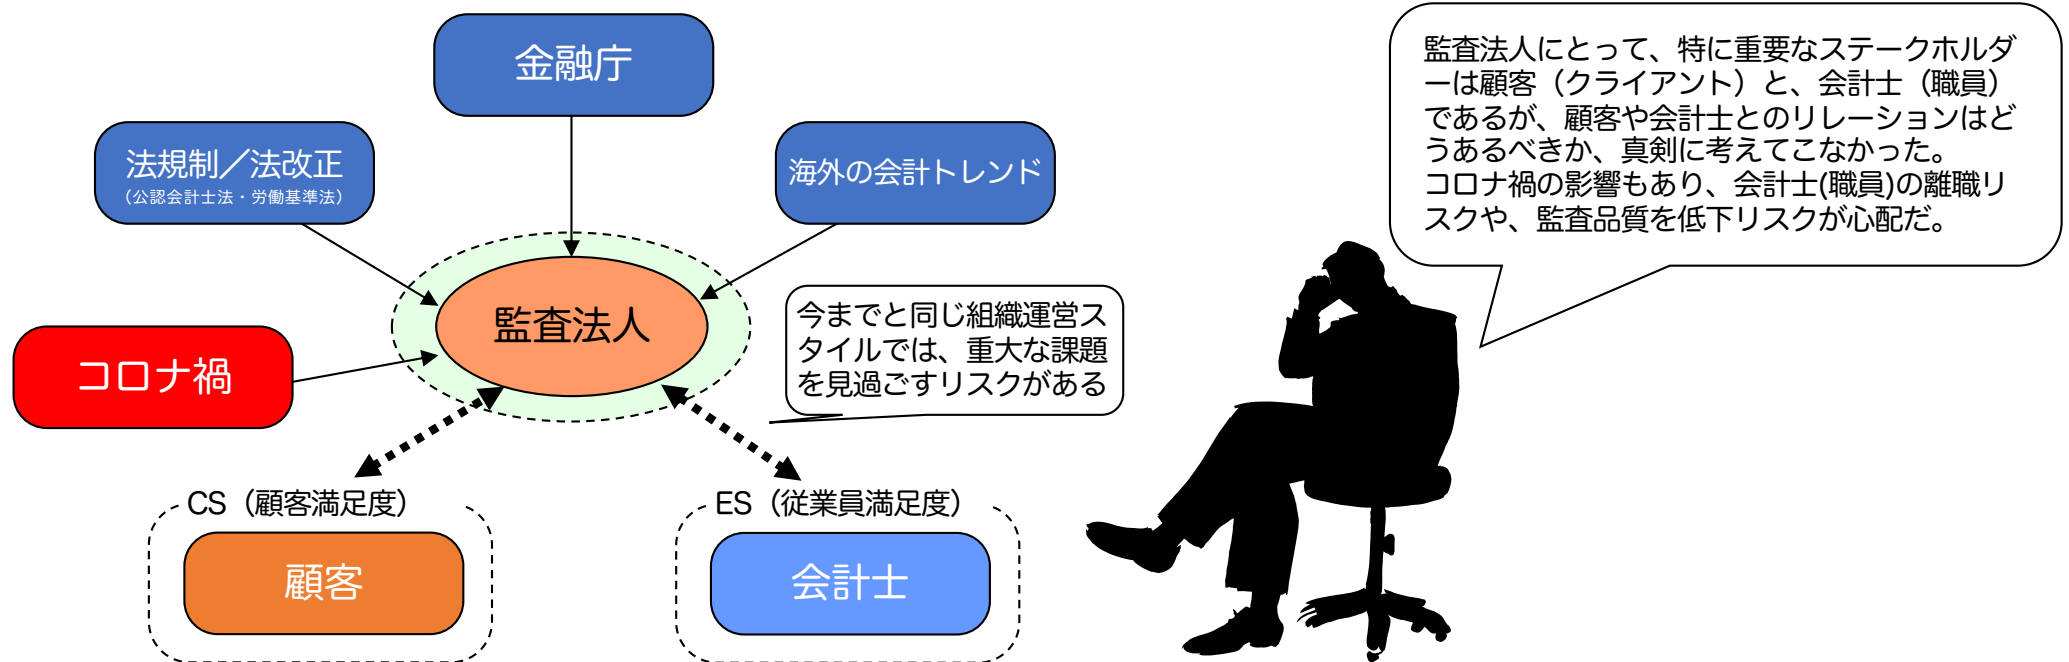 金融庁
法規制／法改正
（公認会計士法・労働基準法）
海外の会計トレンド
監査法人
コロナ禍
今までと同じ組織運営ス
タイルでは、重大な課題
を見過ごすリスクがある
CS（顧客満足度）
顧客
ES（従業員満足度）
会計士
監査法人にとって、特に重要なステークホルダ
ーは顧客（クライアント）と、会計士（職員）
であるが、顧客や会計士とのリレーションはど
うあるべきか、真剣に考えてこなかった。
コロナ禍の影響もあり、会計士(職員)の離職リ
スクや、監査品質を低下リスクが心配だ。